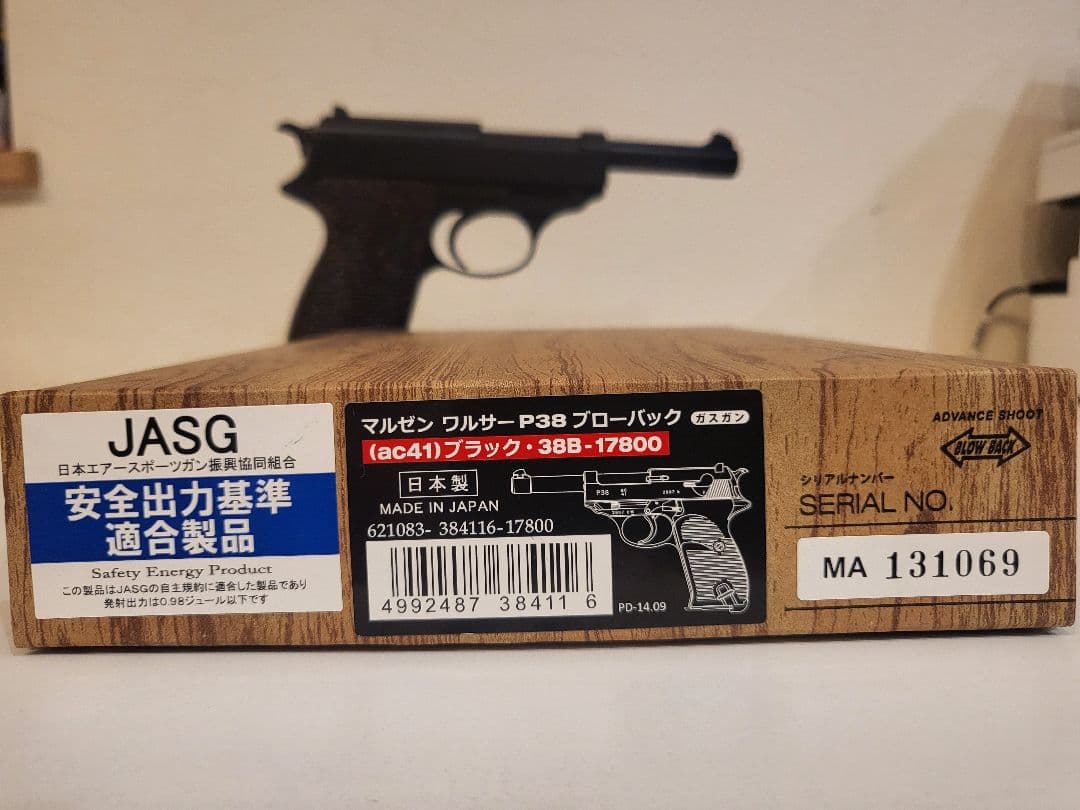 JASG
日本エアースポーツガン振興協同組合
安全出力基準
適合製品
Safety Energy Product
この製品はJASGの自主規約に適合した製品であり
発射出力は0.98ジュール以下です
マルゼン ワルサーP38 ブローバック ガスガン
(ac41)ブラック・38B-17800
日本製
MADE IN JAPAN
621083- 384116-17800
4992487 38411 6
P38
PD-14.09
ADVANCE SHOOT
BLOW BACK
シリアルナンバー
SERIAL NO.
MA 131069